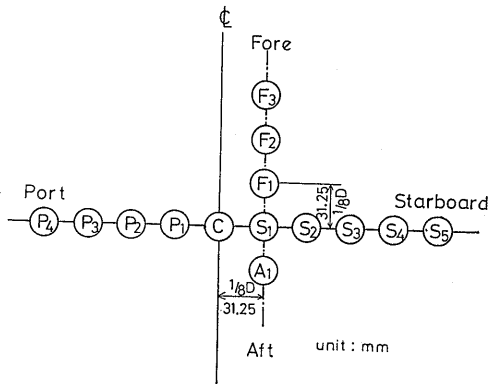 ℄
Fore
F3
F2
F1
31.25
1/8D
Port
Starboard
P4 P3 P2 P1 C S1 S2 S3 S4 S5
A1
1/8D
31.25
Aft
unit : mm